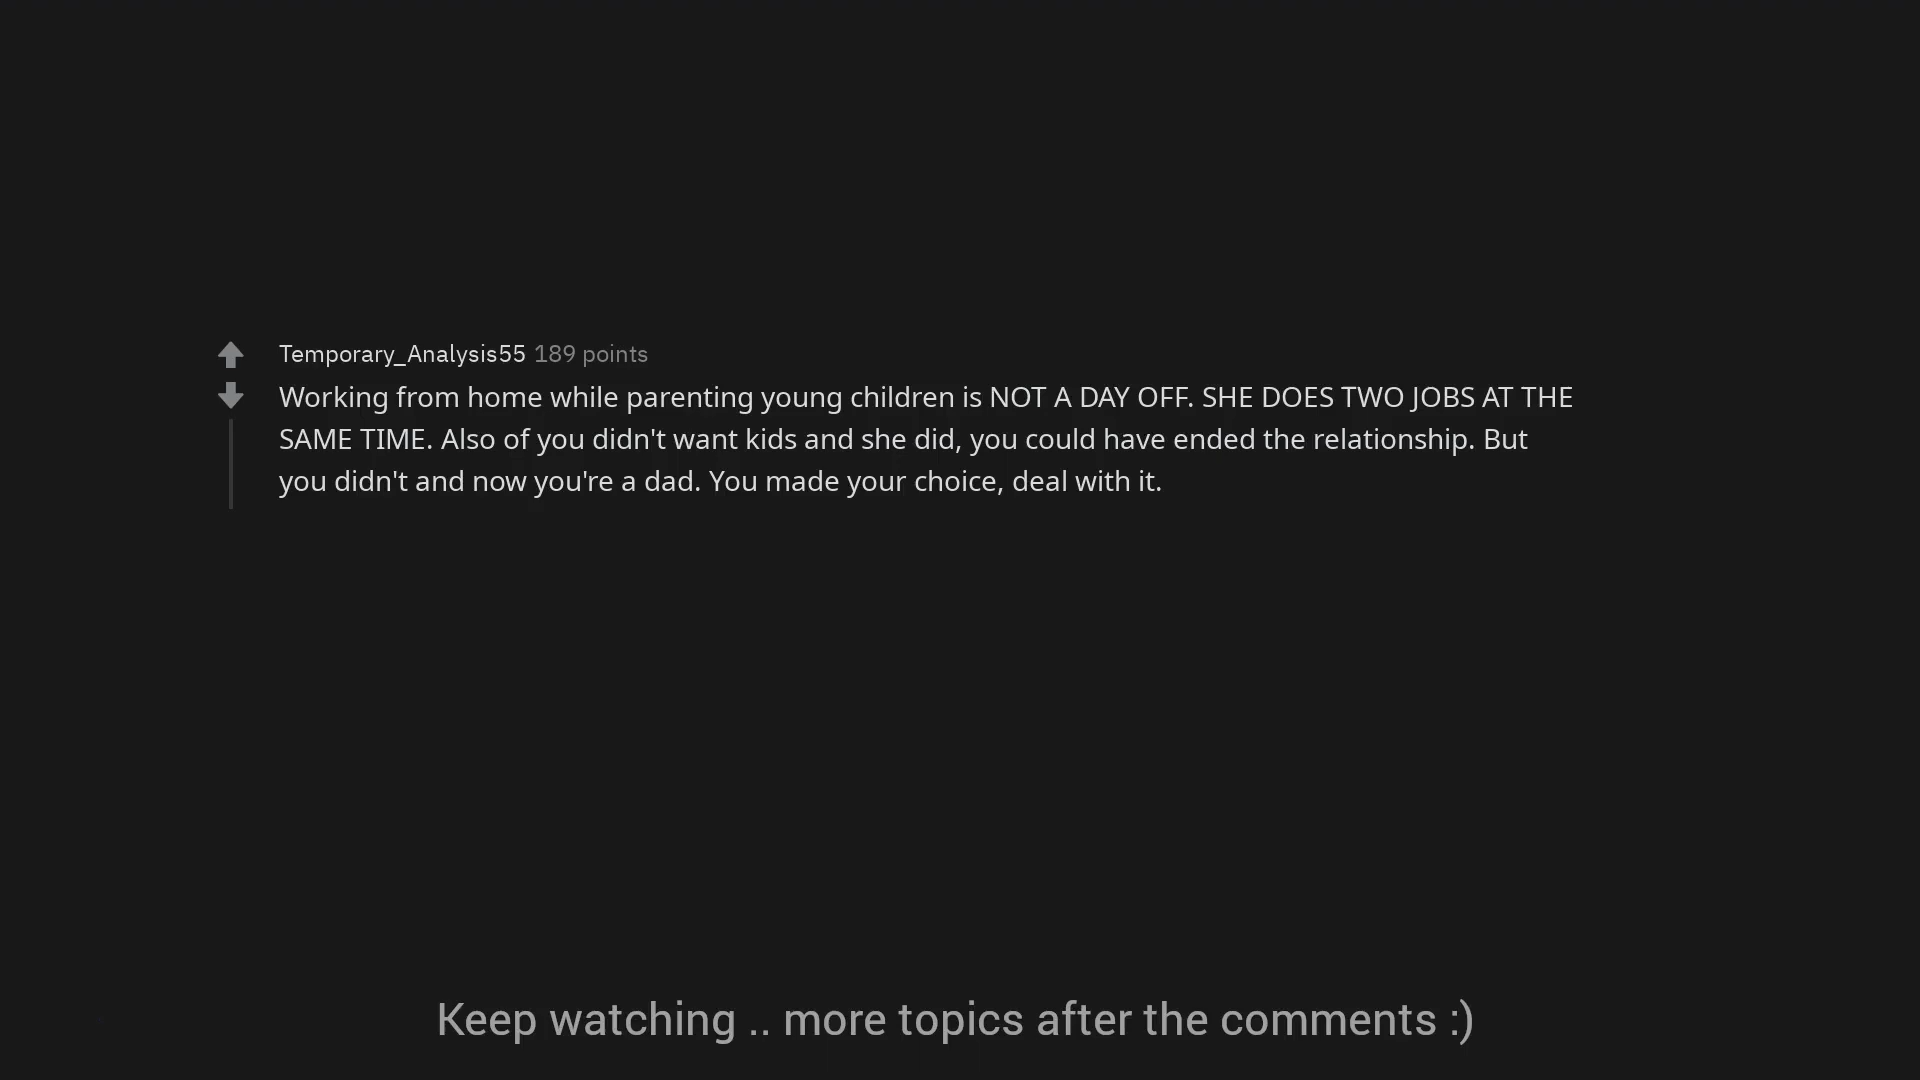 Temporary_Analysis55 189 points
Working from home while parenting young children is NOT A DAY OFF. SHE DOES TWO JOBS AT THE
SAME TIME. Also of you didn't want kids and she did, you could have ended the relationship. But
you didn't and now you're a dad. You made your choice, deal with it.
Keep watching .. more topics after the comments :)